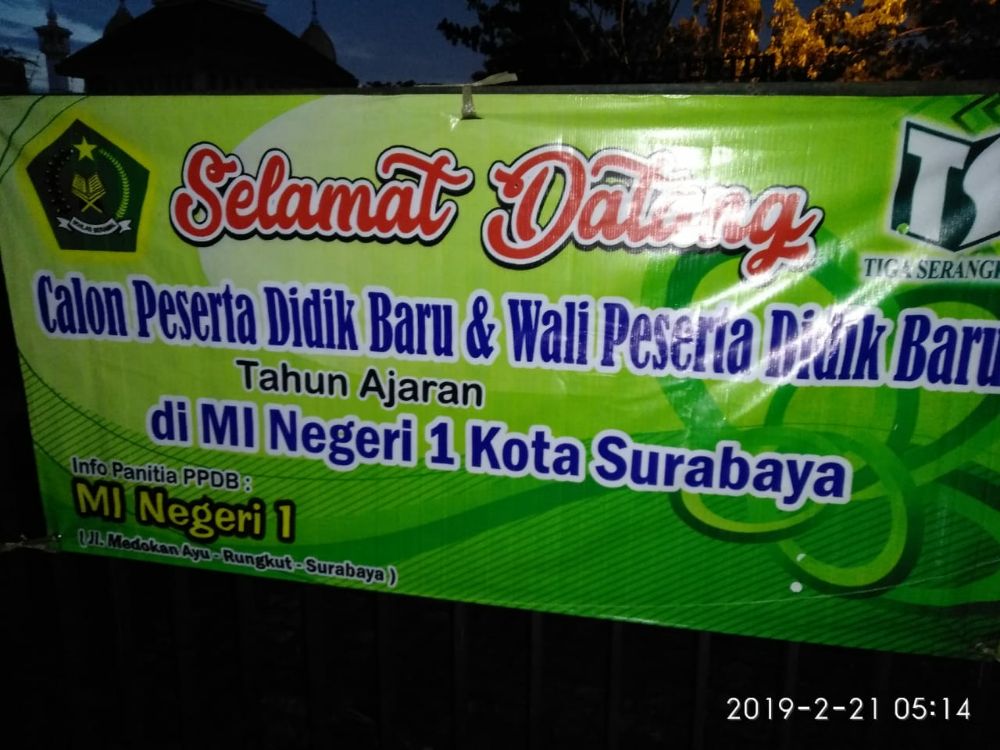 Selamat Datang
TS
TIGA SERANGK
Calon Peserta Didik Baru & Wali Peserta Didik Baru
Tahun Ajaran
di MI Negeri 1 Kota Surabaya
Info Panitia PPDB :
MI Negeri 1
( Jl. Medokan Ayu - Rungkut - Surabaya )
2019-2-21 05:14